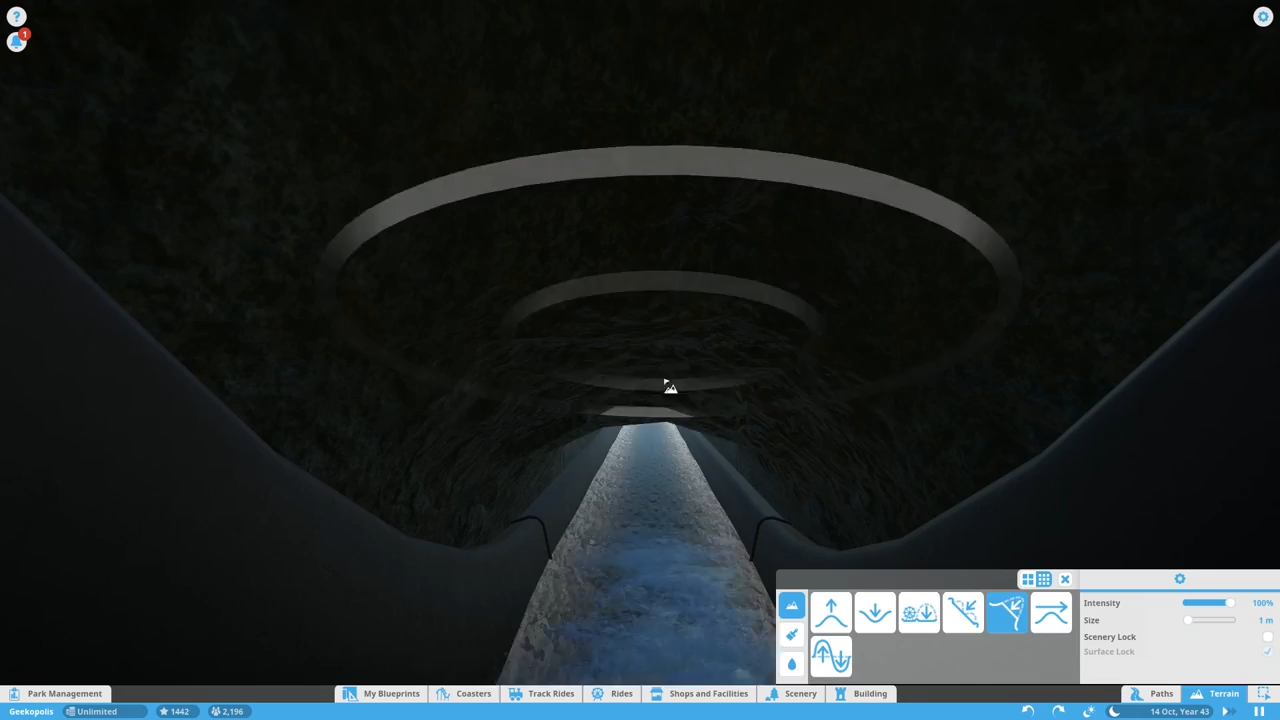 ?
1
Intensity 100%
Size 1 m
Scenery Lock
Surface Lock
Park Management My Blueprints Coasters Track Rides Rides Shops and Facilities Scenery Building Paths Terrain
Geekopolis Unlimited 1442 2,196 14 Oct, Year 43